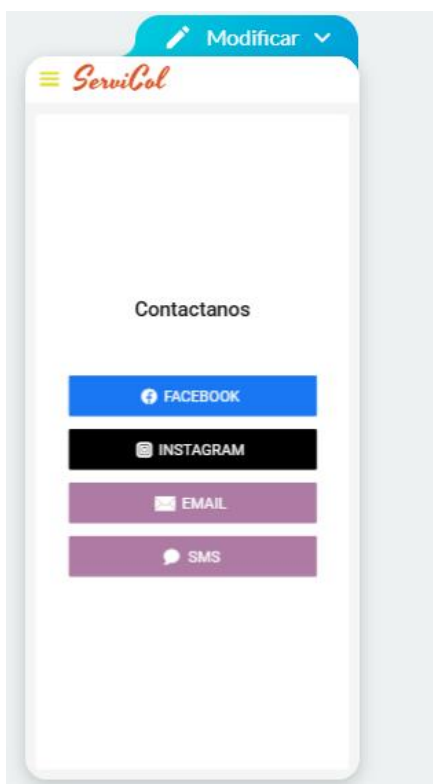 Modificar
ServiCol
Contactanos
FACEBOOK
INSTAGRAM
EMAIL
SMS